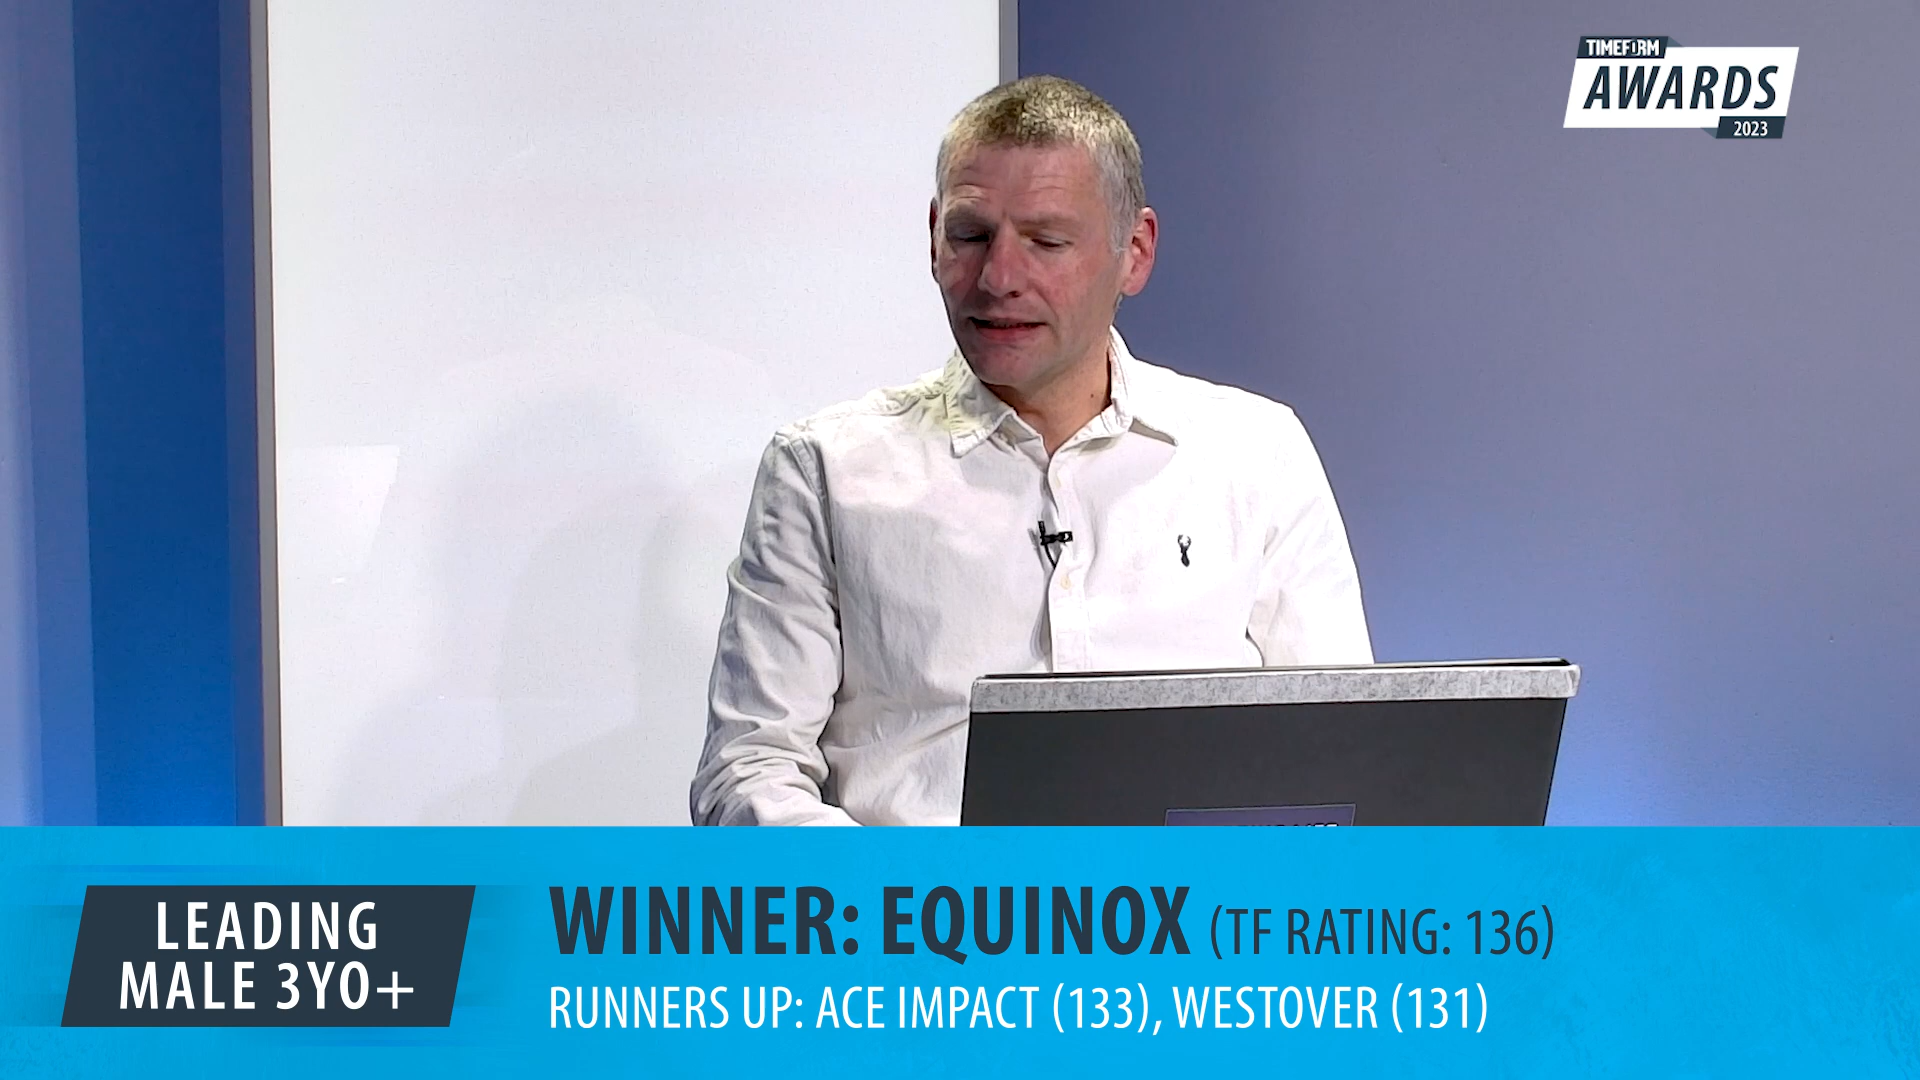 TIMEFORM
AWARDS
2023
LEADING
MALE 3YO+
WINNER: EQUINOX (TF RATING: 136)
RUNNERS UP: ACE IMPACT (133), WESTOVER (131)